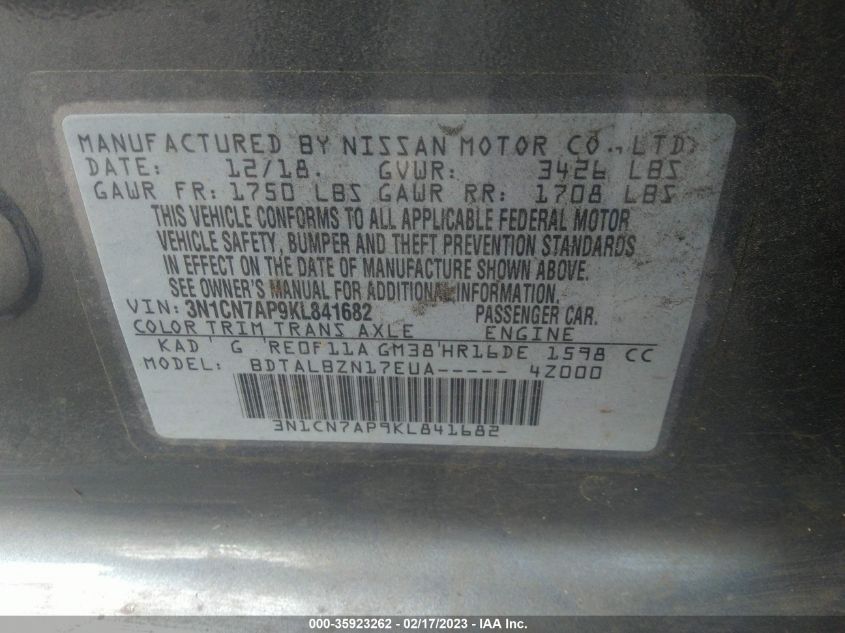 MANUFACTURED BY NISSAN MOTOR CO., LTD.
DATE: 12/18. GVWR: 3426 LBS
GAWR FR: 1750 LBS GAWR RR: 1708 LBS
THIS VEHICLE CONFORMS TO ALL APPLICABLE FEDERAL MOTOR
VEHICLE SAFETY, BUMPER AND THEFT PREVENTION STANDARDS
IN EFFECT ON THE DATE OF MANUFACTURE SHOWN ABOVE.
SEE OWNER'S MANUAL FOR ADDITIONAL INFORMATION.
VIN: 3N1CN7AP9KL841682 PASSENGER CAR.
COLOR TRIM TRANS AXLE ENGINE
KAD' G 'RE0F11A GM38'HR16DE 1598 CC
MODEL: BDTALBZN17EUA----- 4Z000
3N1CN7AP9KL841682
000-35923262 - 02/17/2023 - IAA Inc.